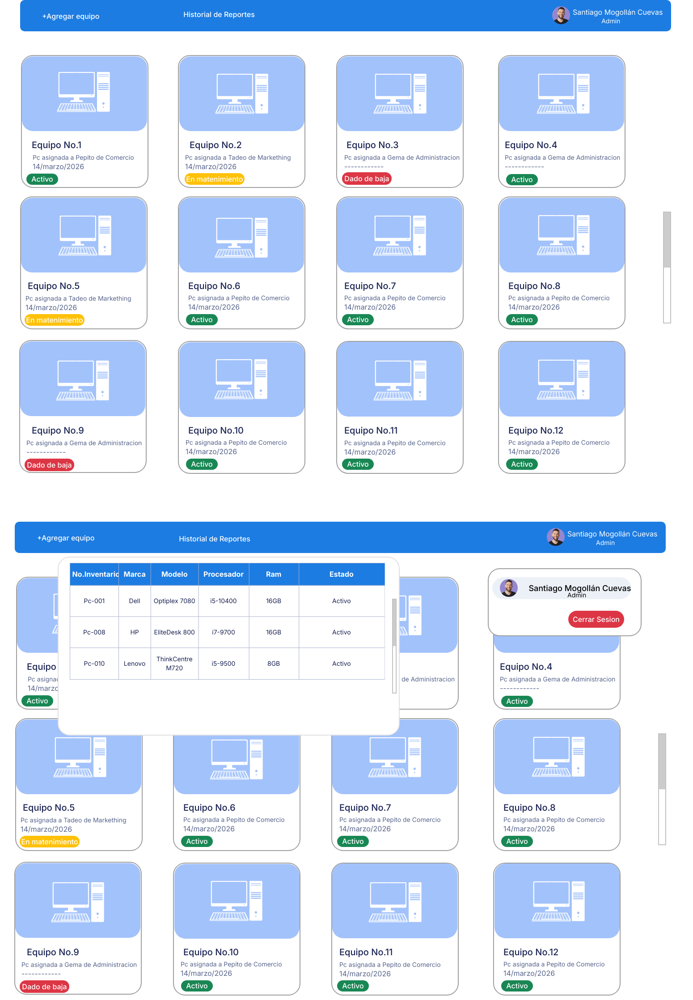 +Agregar equipo
Historial de Reportes
Santiago Mogollán Cuevas
Admin
Equipo No.1
Pc asignada a Pepito de Comercio
14/marzo/2026
Activo
Equipo No.2
Pc asignada a Tadeo de Markething
14/marzo/2026
En matenimiento
Equipo No.3
Pc asignada a Gema de Administracion
------------
Dado de baja
Equipo No.4
Pc asignada a Gema de Administracion
------------
Activo
Equipo No.5
Pc asignada a Tadeo de Markething
14/marzo/2026
En matenimiento
Equipo No.6
Pc asignada a Pepito de Comercio
14/marzo/2026
Activo
Equipo No.7
Pc asignada a Pepito de Comercio
14/marzo/2026
Activo
Equipo No.8
Pc asignada a Pepito de Comercio
14/marzo/2026
Activo
Equipo No.9
Pc asignada a Gema de Administracion
------------
Dado de baja
Equipo No.10
Pc asignada a Pepito de Comercio
14/marzo/2026
Activo
Equipo No.11
Pc asignada a Pepito de Comercio
14/marzo/2026
Activo
Equipo No.12
Pc asignada a Pepito de Comercio
14/marzo/2026
Activo
+Agregar equipo
Historial de Reportes
Santiago Mogollán Cuevas
Admin
No.Inventario Marca Modelo Procesador Ram Estado
Pc-001 Dell Optiplex 7080 i5-10400 16GB Activo
Pc-008 HP EliteDesk 800 i7-9700 16GB Activo
Pc-010 Lenovo ThinkCentre M720 i5-9500 8GB Activo
Santiago Mogollán Cuevas
Admin
Cerrar Sesion
Equipo
Pc asigna
14/marzo
Activo
de Administracion
Equipo No.4
Pc asignada a Gema de Administracion
------------
Activo
Equipo No.5
Pc asignada a Tadeo de Markething
14/marzo/2026
En matenimiento
Equipo No.6
Pc asignada a Pepito de Comercio
14/marzo/2026
Activo
Equipo No.7
Pc asignada a Pepito de Comercio
14/marzo/2026
Activo
Equipo No.8
Pc asignada a Pepito de Comercio
14/marzo/2026
Activo
Equipo No.9
Pc asignada a Gema de Administracion
------------
Dado de baja
Equipo No.10
Pc asignada a Pepito de Comercio
14/marzo/2026
Activo
Equipo No.11
Pc asignada a Pepito de Comercio
14/marzo/2026
Activo
Equipo No.12
Pc asignada a Pepito de Comercio
14/marzo/2026
Activo